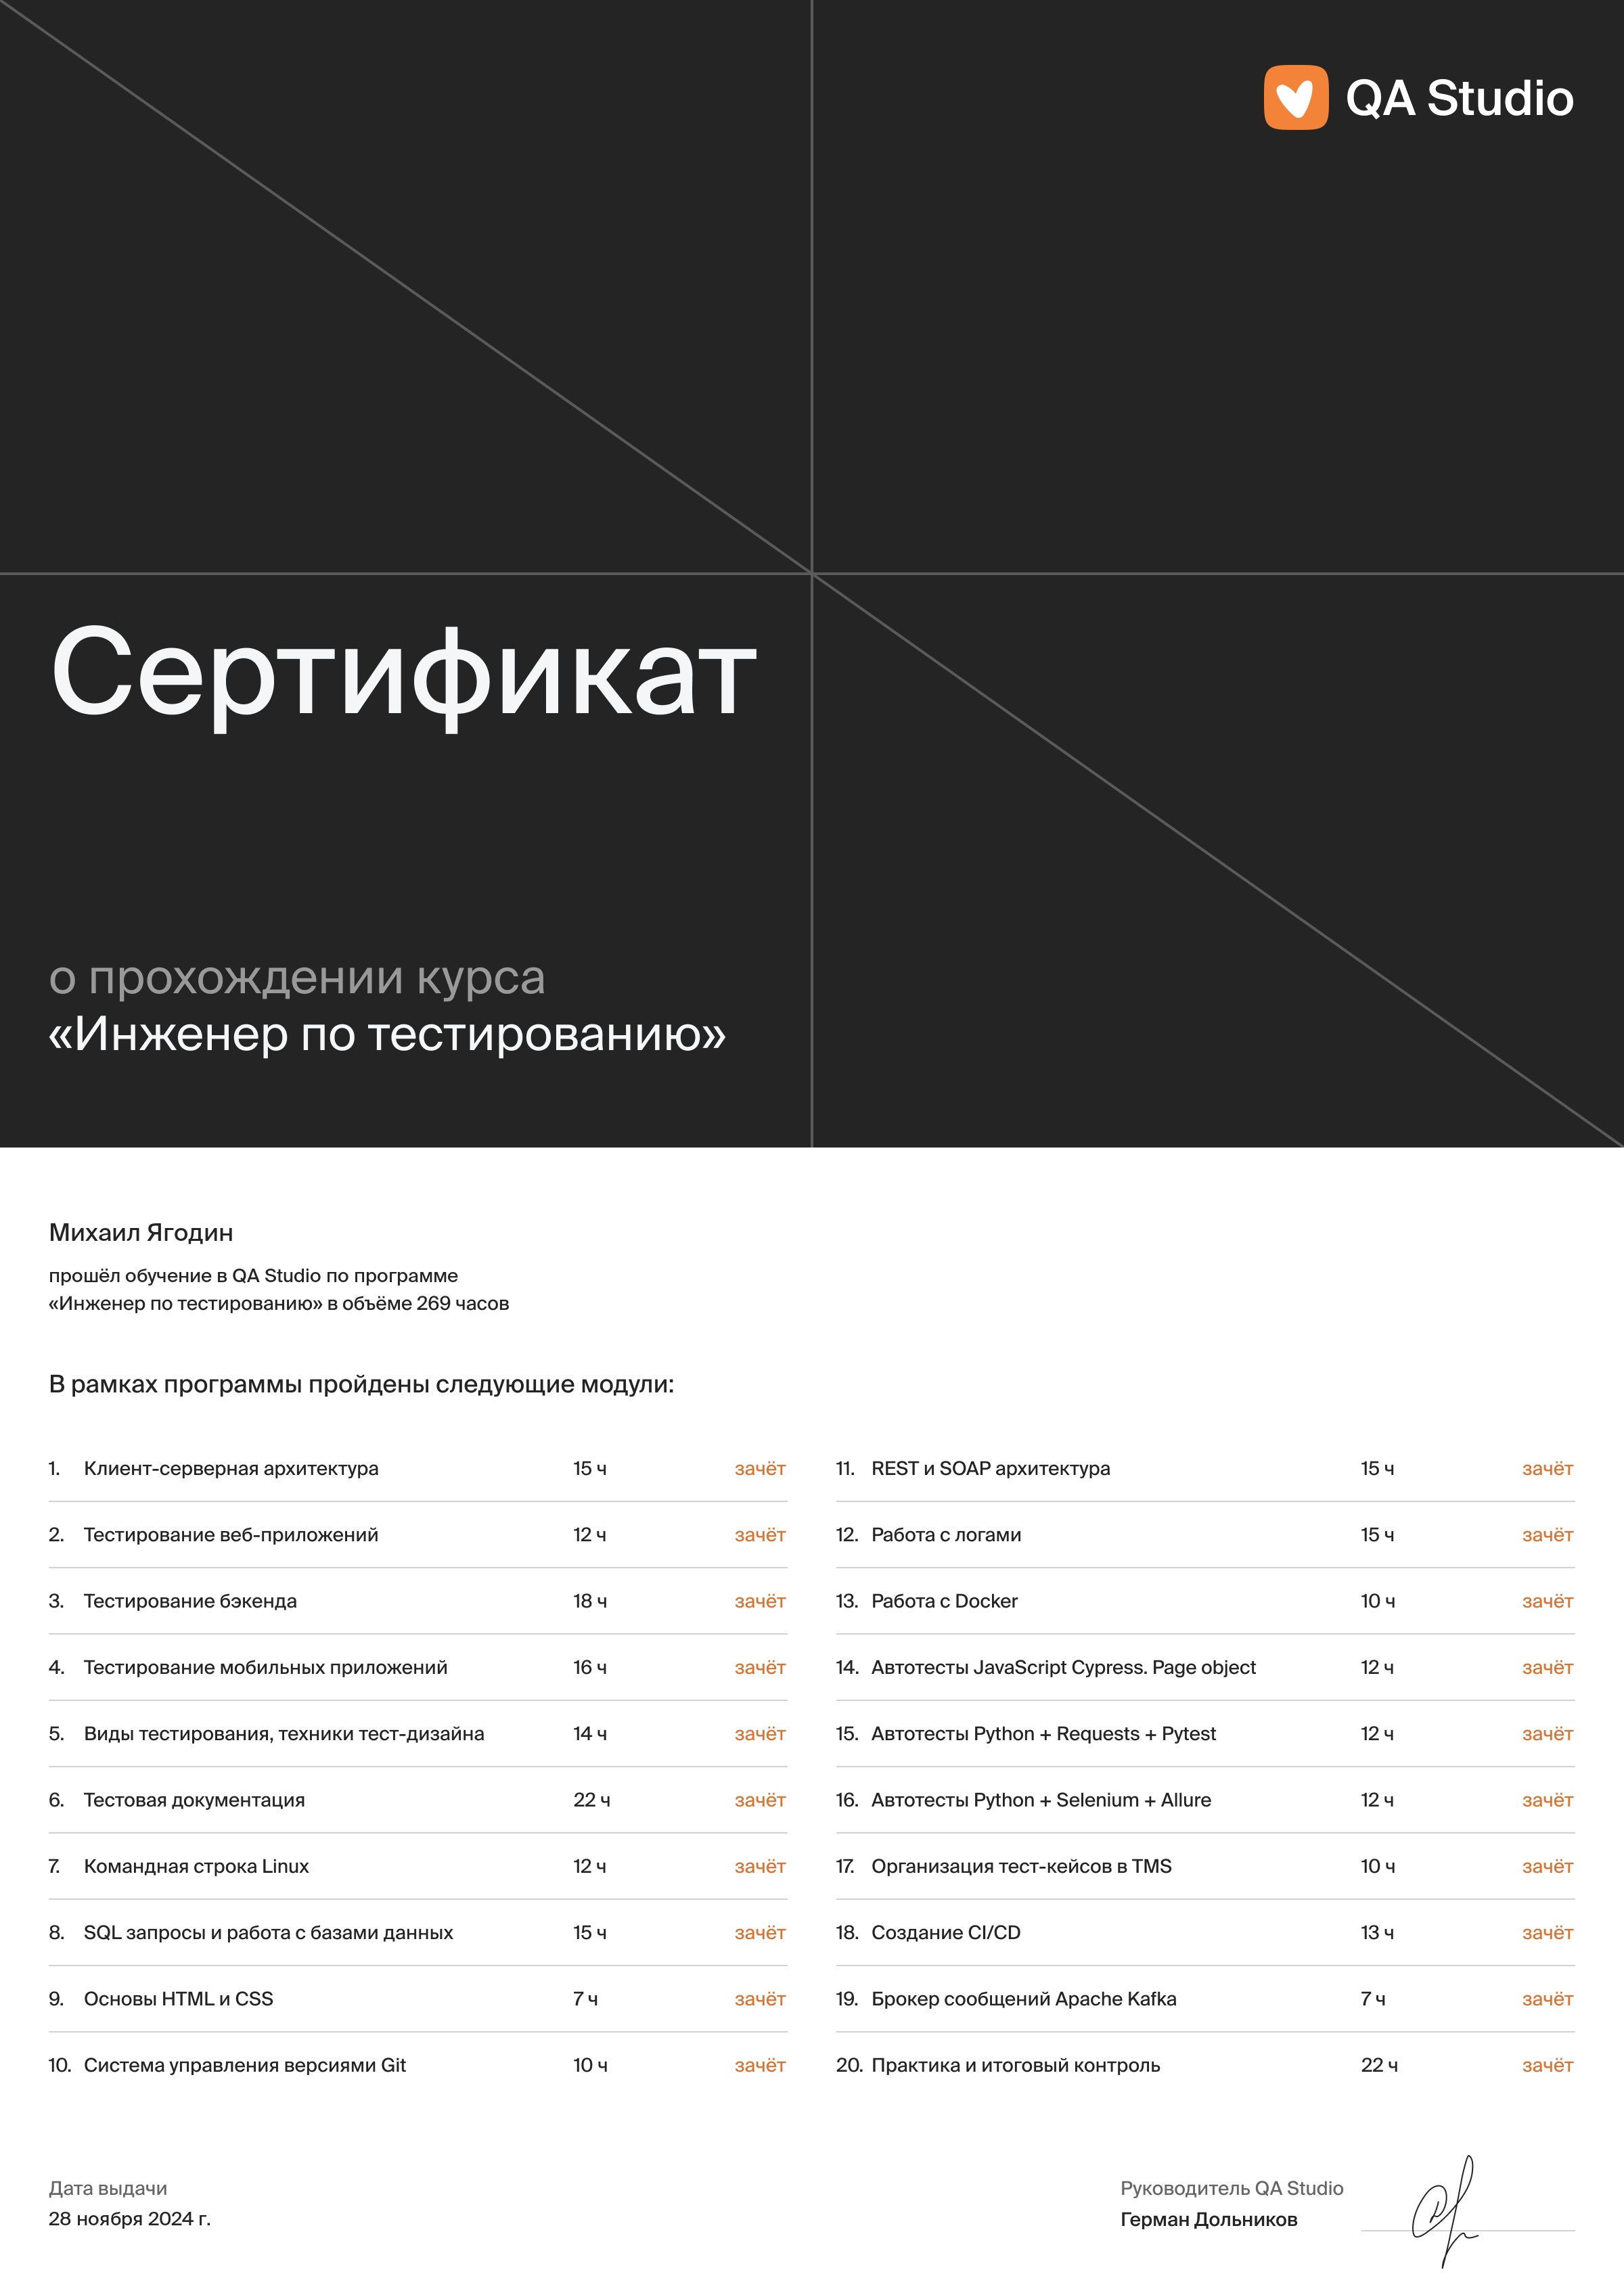 QA Studio
Сертификат
о прохождении курса
«Инженер по тестированию»
Михаил Ягодин
прошёл обучение в QA Studio по программе
«Инженер по тестированию» в объёме 269 часов
В рамках программы пройдены следующие модули:
1. Клиент-серверная архитектура 15 ч зачёт
2. Тестирование веб-приложений 12 ч зачёт
3. Тестирование бэкенда 18 ч зачёт
4. Тестирование мобильных приложений 16 ч зачёт
5. Виды тестирования, техники тест-дизайна 14 ч зачёт
6. Тестовая документация 22 ч зачёт
7. Командная строка Linux 12 ч зачёт
8. SQL запросы и работа с базами данных 15 ч зачёт
9. Основы HTML и CSS 7 ч зачёт
10. Система управления версиями Git 10 ч зачёт
11. REST и SOAP архитектура 15 ч зачёт
12. Работа с логами 15 ч зачёт
13. Работа с Docker 10 ч зачёт
14. Автотесты JavaScript Cypress. Page object 12 ч зачёт
15. Автотесты Python + Requests + Pytest 12 ч зачёт
16. Автотесты Python + Selenium + Allure 12 ч зачёт
17. Организация тест-кейсов в TMS 10 ч зачёт
18. Создание CI/CD 13 ч зачёт
19. Брокер сообщений Apache Kafka 7 ч зачёт
20. Практика и итоговый контроль 22 ч зачёт
Дата выдачи
28 ноября 2024 г.
Руководитель QA Studio
Герман Дольников